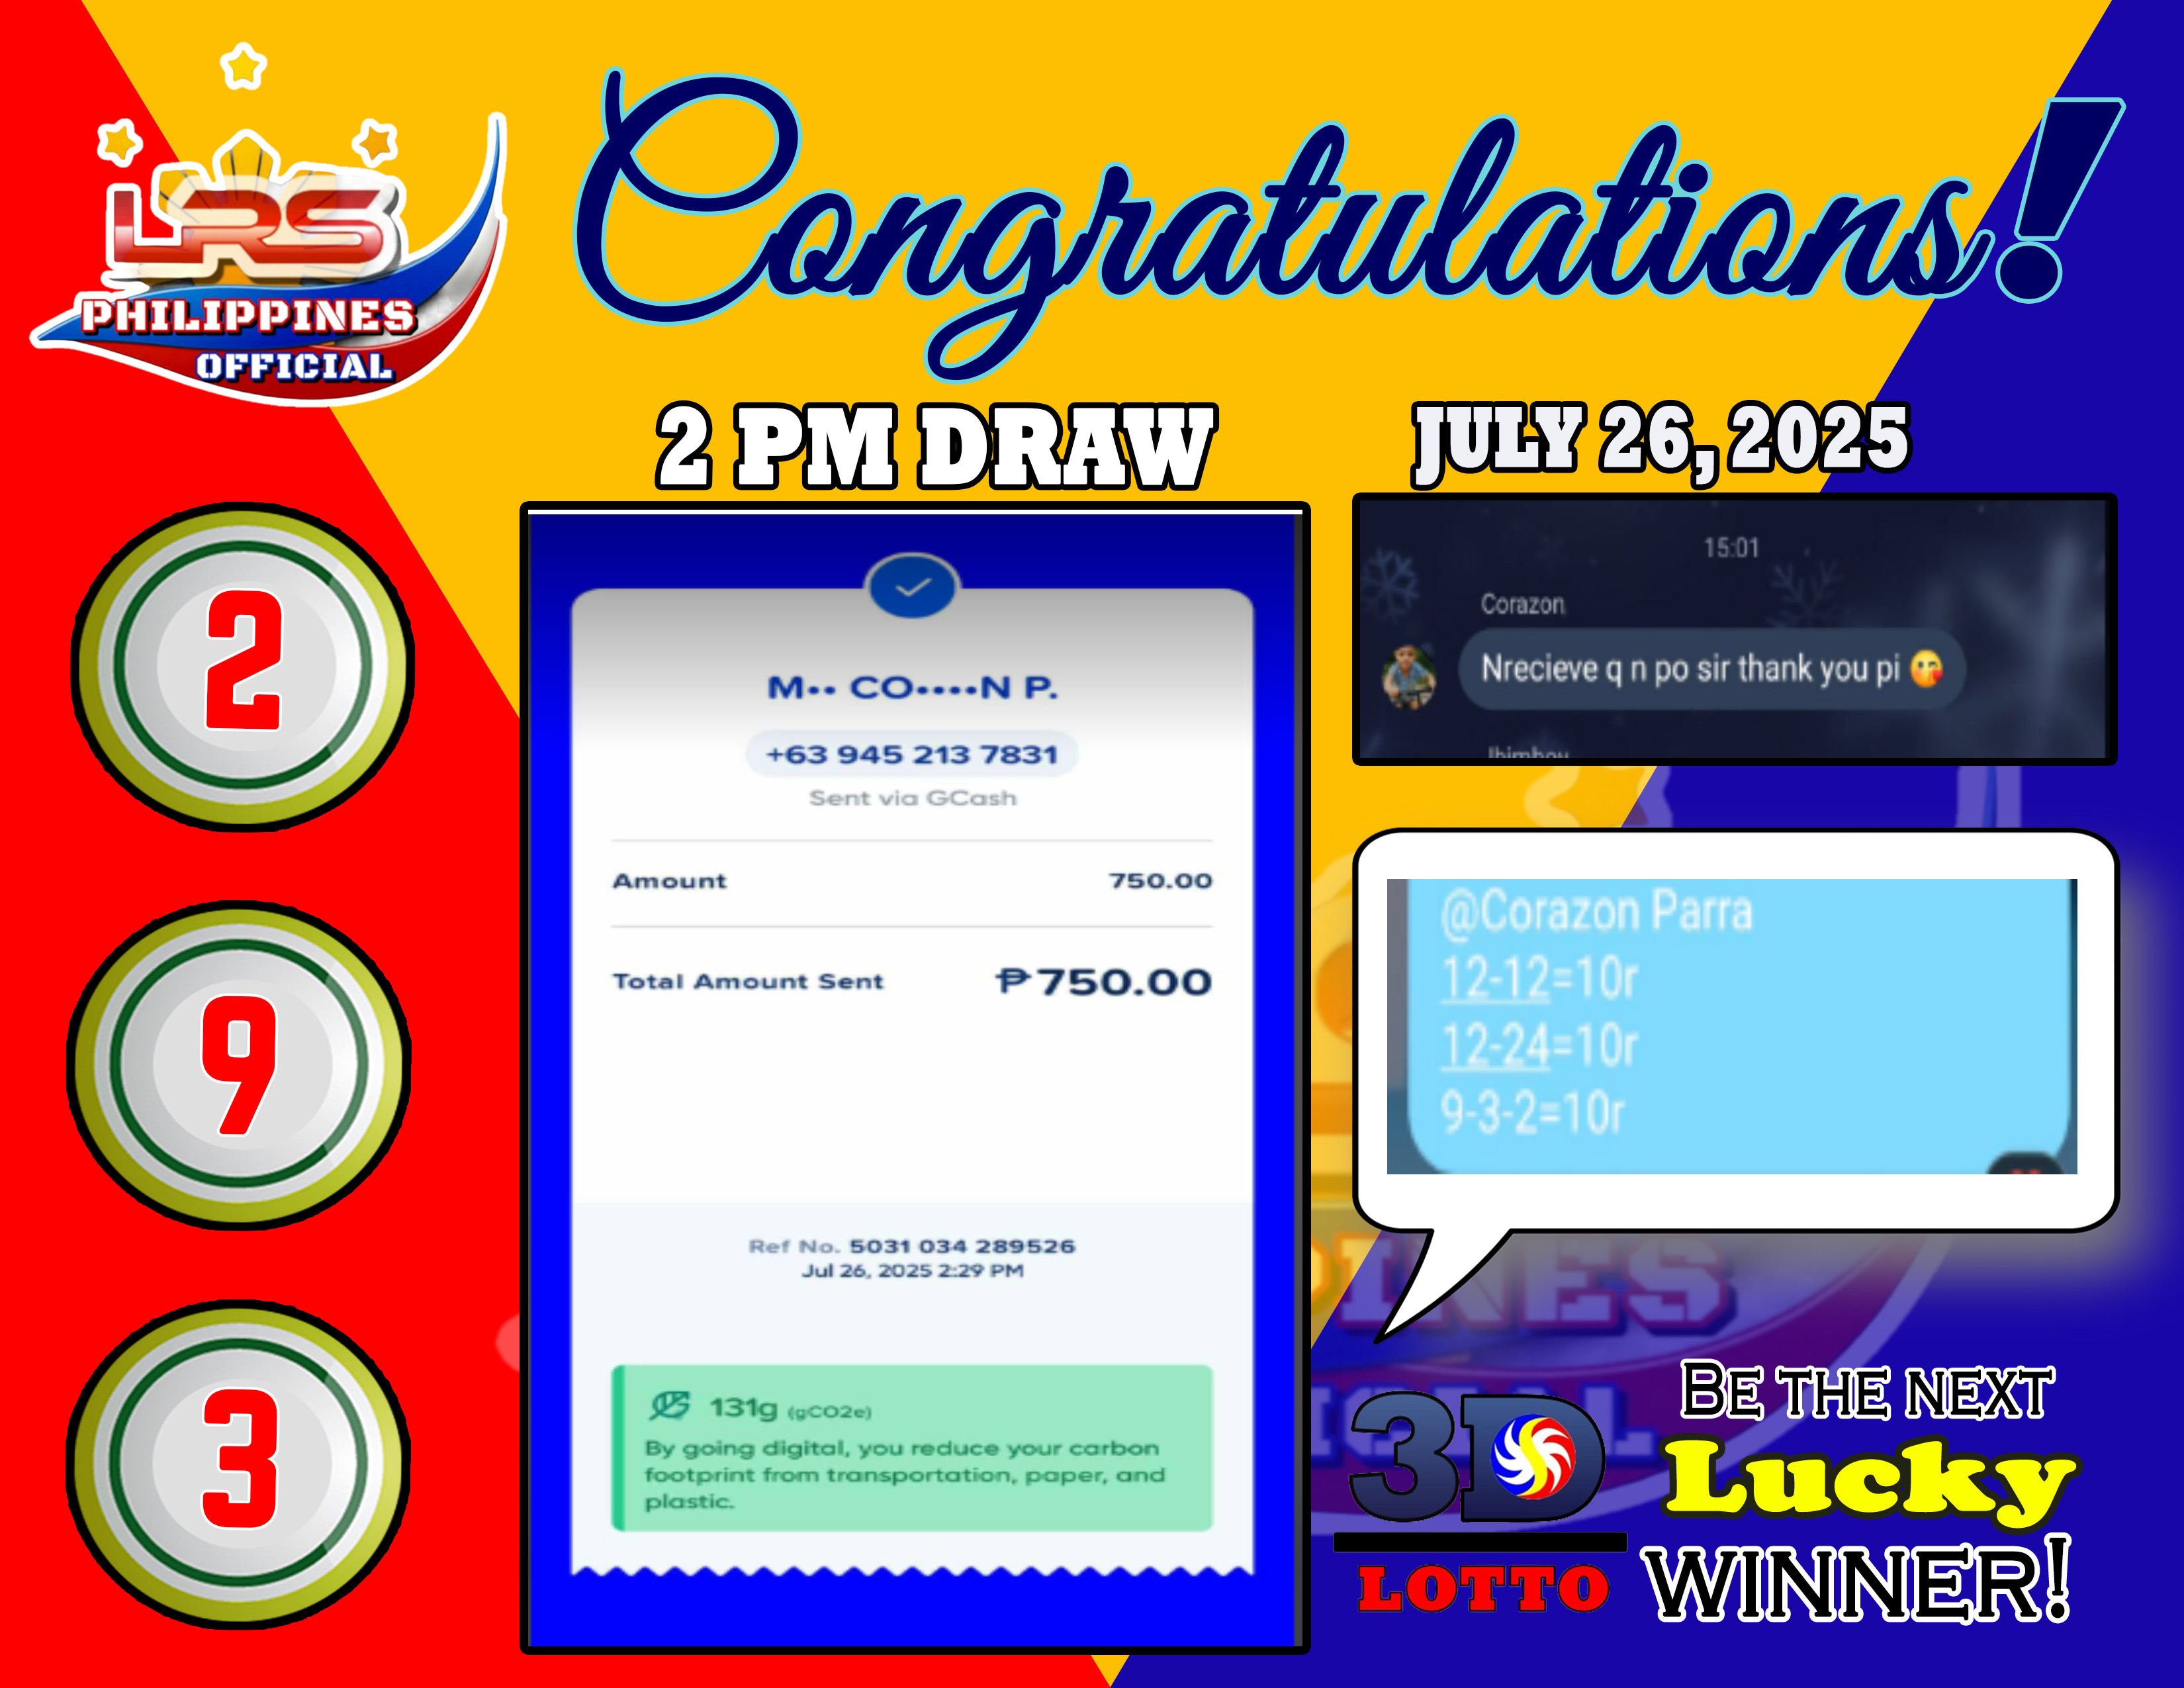 LRS
PHILIPPINES
OFFICIAL
Congratulations!
2 PM DRAW
JULY 26, 2025
2
9
3
M•• CO••••N P.
+63 945 213 7831
Sent via GCash
Amount 750.00
Total Amount Sent ₱750.00
Ref No. 5031 034 289526
Jul 26, 2025 2:29 PM
131g (gCO2e)
By going digital, you reduce your carbon
footprint from transportation, paper, and
plastic.
15:01
Corazon
Nrecieve q n po sir thank you pi 😘
@Corazon Parra
12-12=10r
12-24=10r
9-3-2=10r
3D
LOTTO
BE THE NEXT
Lucky
WINNER!